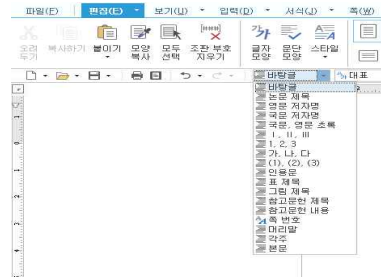 파일(F) 편집(E) 보기(U) 입력(D) 서식(J) 쪽(W)
오려 두기 복사하기 붙이기 모양 복사 모두 선택 조판 부호 지우기 글자 모양 문단 모양 스타일
바탕글 대표
바탕글
논문 제목
영문 저자명
국문 저자명
국문, 영문 초록
I, II, III
1, 2, 3
가, 나, 다
(1), (2), (3)
인용문
표 제목
그림 제목
참고문헌 제목
참고문헌 내용
쪽 번호
머리말
각주
본문